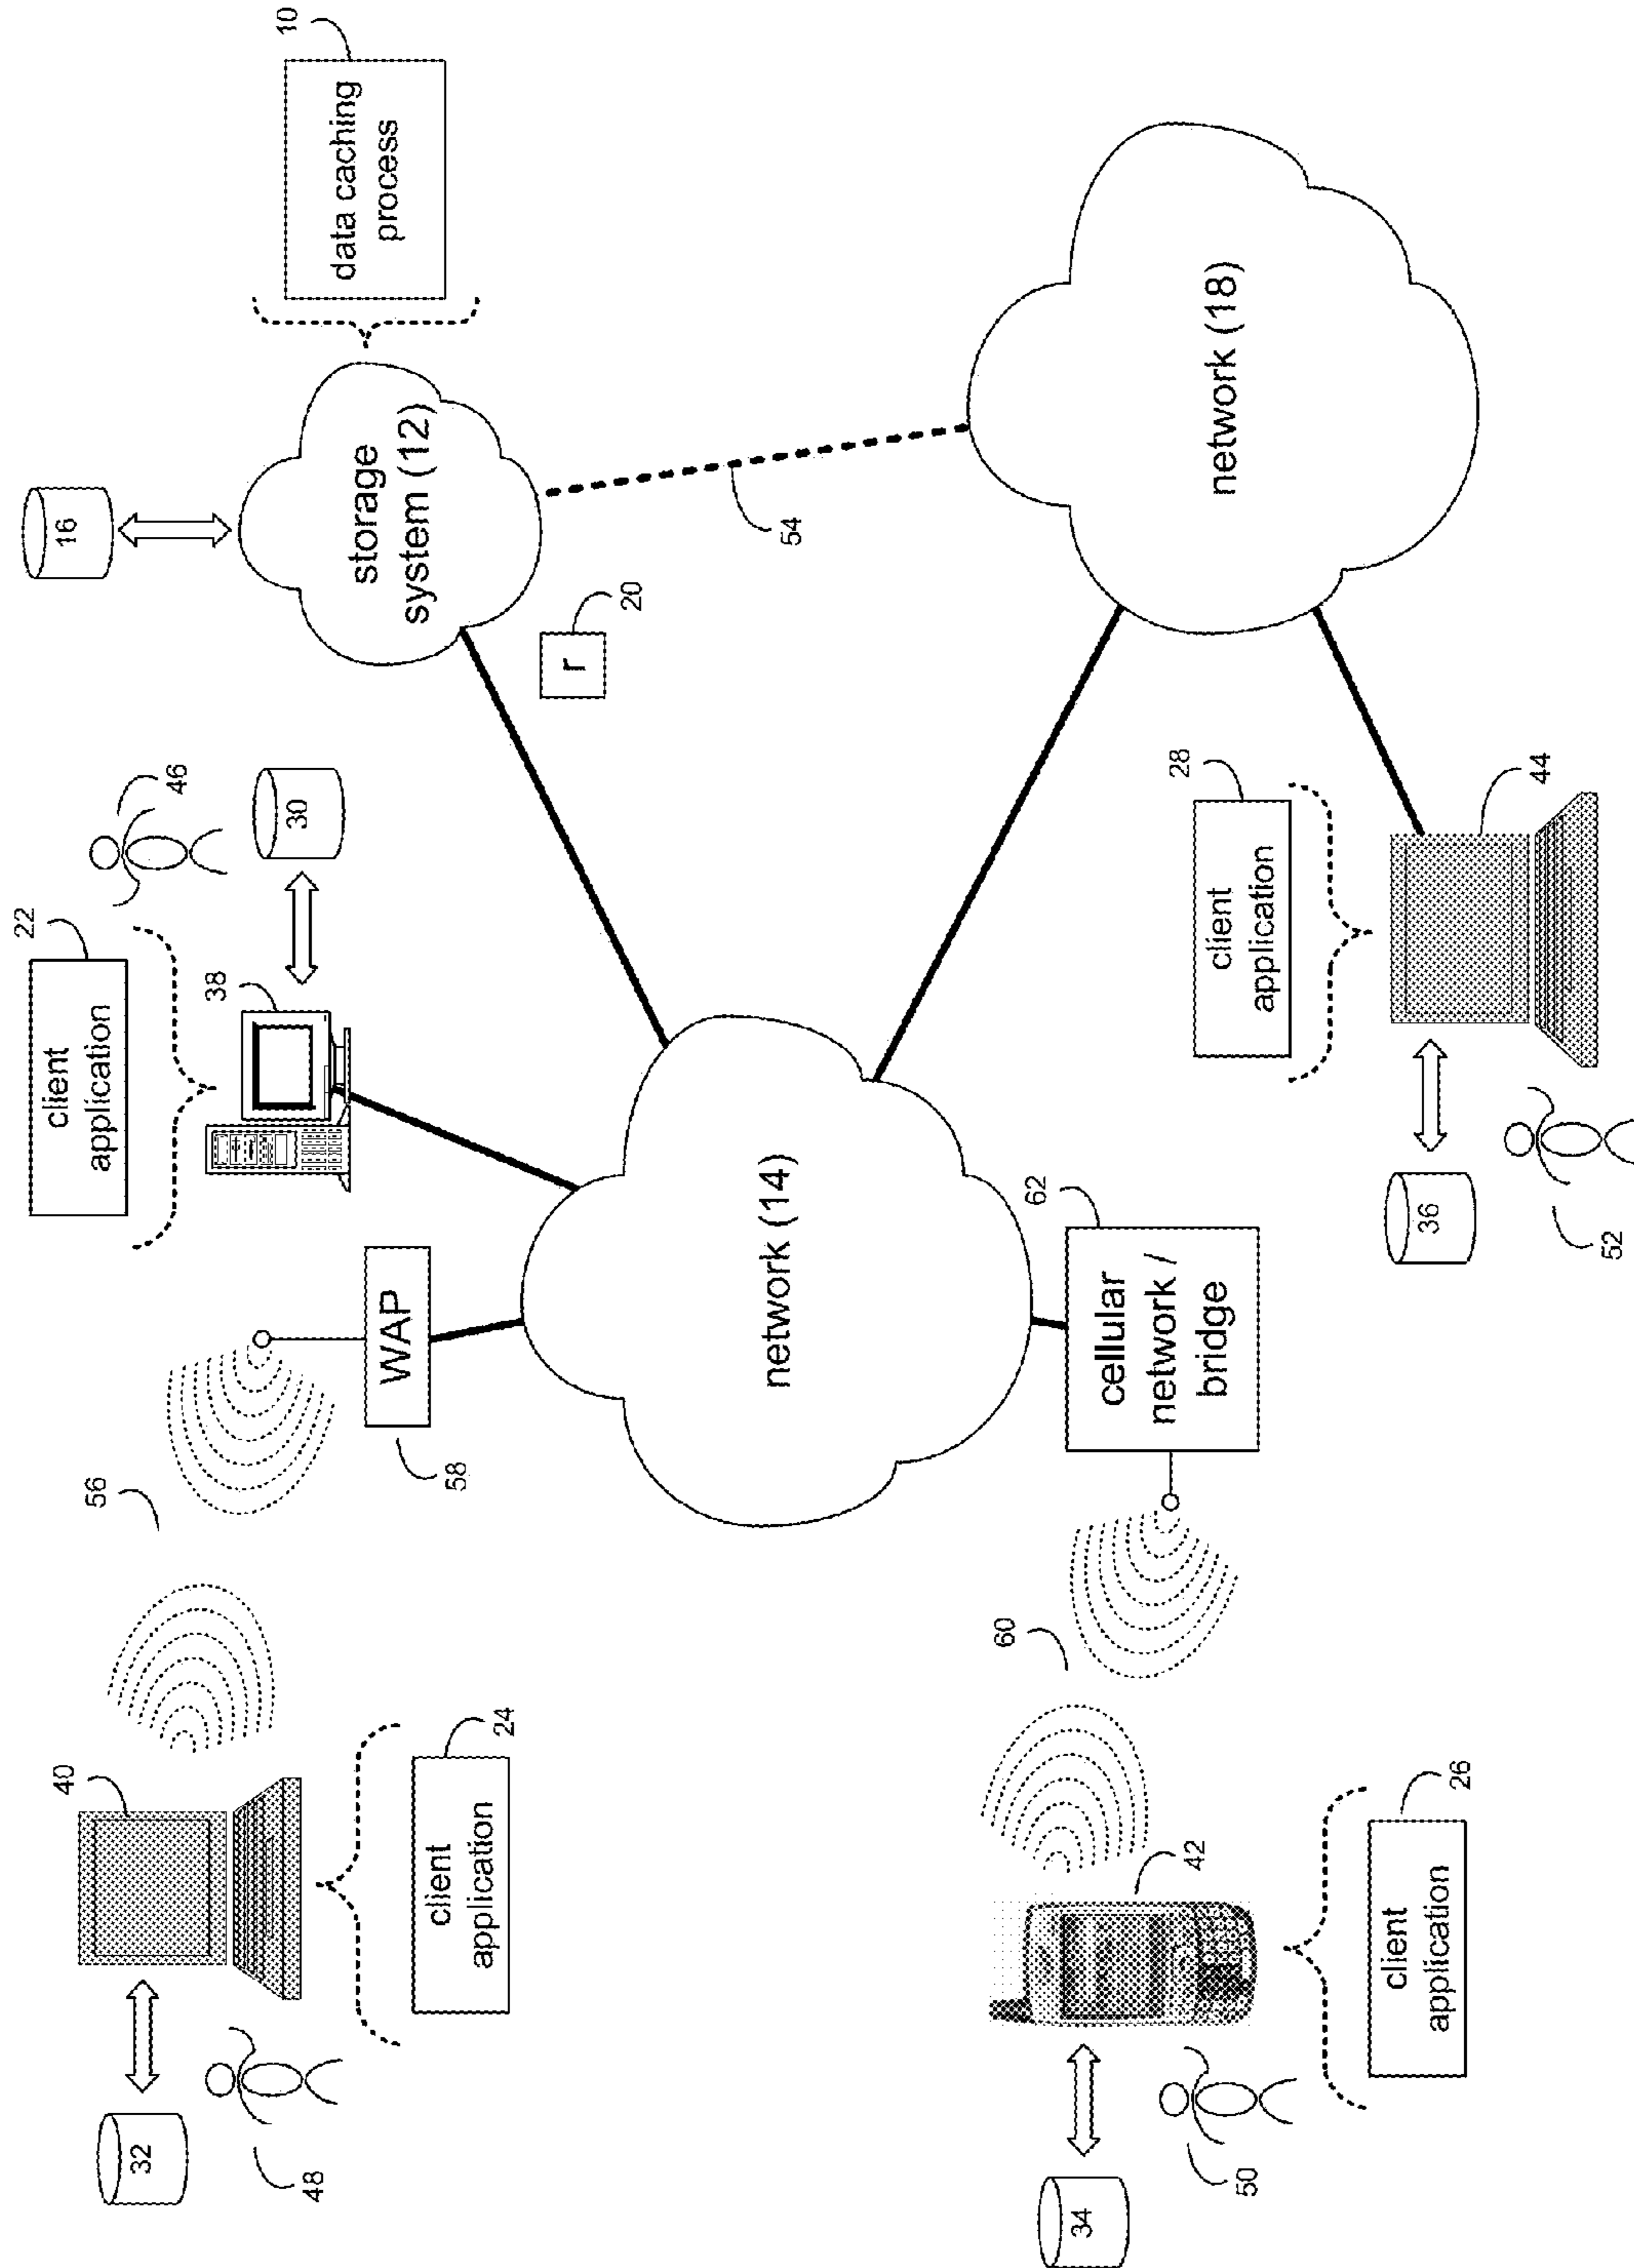 32
48
40
24
client
application
56
58
WAP
22
client
application
38
46
30
16
storage
system (12)
10
data caching
process
r
20
54
network (14)
network (18)
34
50
42
26
client
application
60
62
cellular
network /
bridge
36
52
28
client
application
44